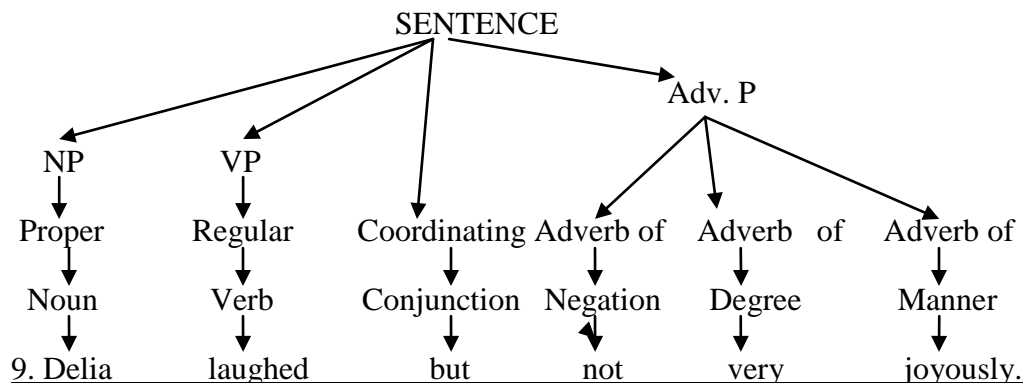 SENTENCE
Adv. P
NP VP
Proper Regular Coordinating Adverb of Adverb of Adverb of
Noun Verb Conjunction Negation Degree Manner
9. Delia laughed but not very joyously.